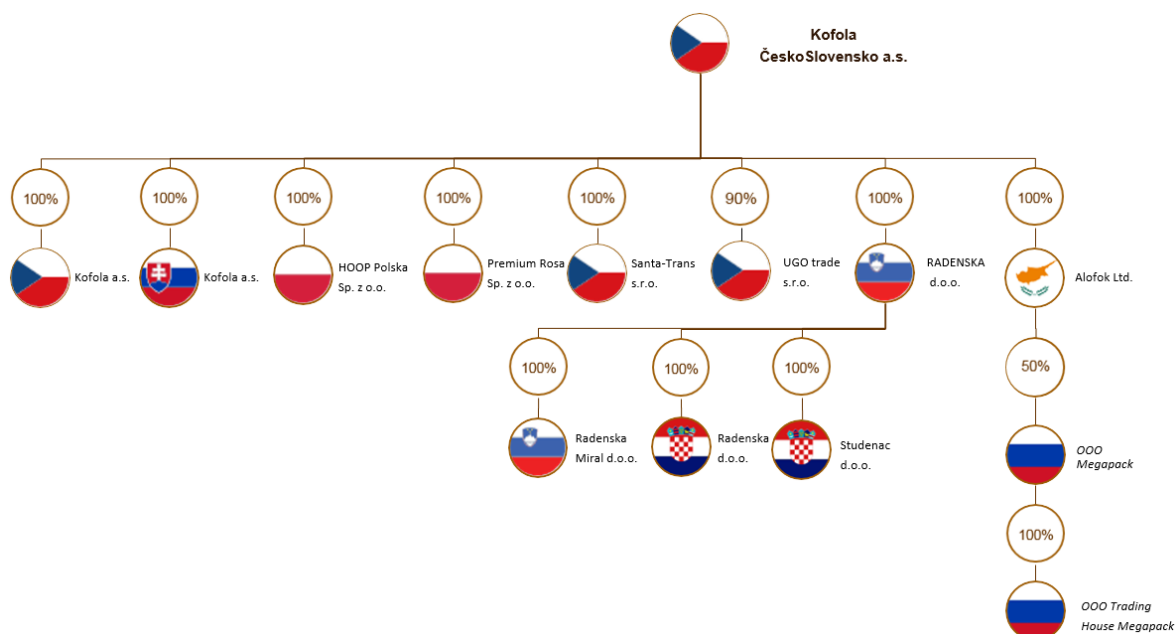 Kofola
ČeskoSlovensko a.s.
100%
100%
100%
100%
100%
90%
100%
100%
Kofola a.s.
Kofola a.s.
HOOP Polska
Sp. z o.o.
Premium Rosa
Sp. z o.o.
Santa-Trans
s.r.o.
UGO trade
s.r.o.
RADENSKA
d.o.o.
Alofok Ltd.
100%
100%
100%
50%
Radenska
Miral d.o.o.
Radenska
d.o.o.
Studenac
d.o.o.
OOO
Megapack
100%
OOO Trading
House Megapack